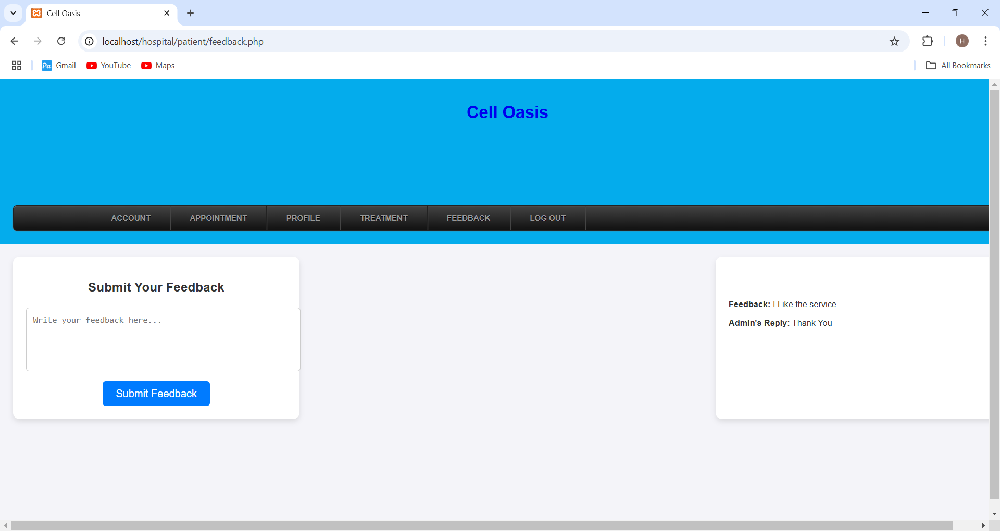 Cell Oasis
localhost/hospital/patient/feedback.php
H
Pa Gmail YouTube Maps All Bookmarks
Cell Oasis
ACCOUNT APPOINTMENT PROFILE TREATMENT FEEDBACK LOG OUT
Submit Your Feedback
Write your feedback here...
Submit Feedback
Feedback: I Like the service
Admin's Reply: Thank You